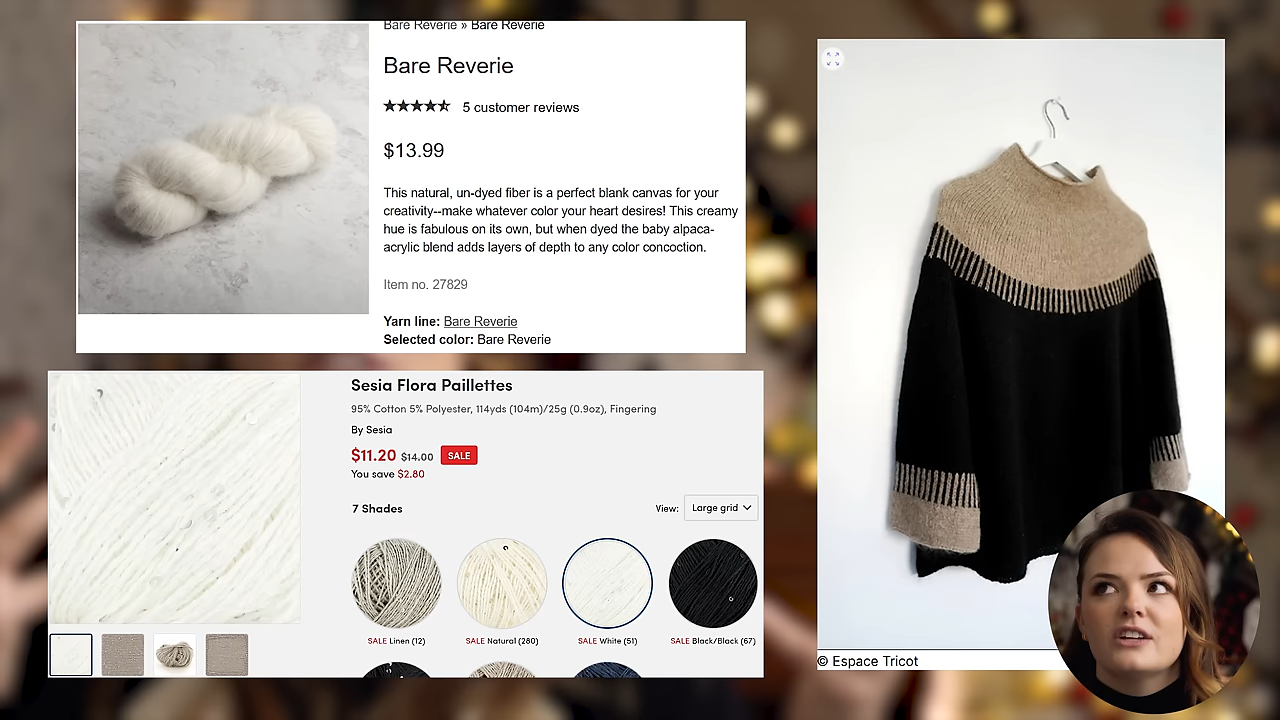 Bare Reverie » Bare Reverie
Bare Reverie
5 customer reviews
$13.99
This natural, un-dyed fiber is a perfect blank canvas for your
creativity--make whatever color your heart desires! This creamy
hue is fabulous on its own, but when dyed the baby alpaca-
acrylic blend adds layers of depth to any color concoction.
Item no. 27829
Yarn line: Bare Reverie
Selected color: Bare Reverie
Sesia Flora Paillettes
95% Cotton 5% Polyester, 114yds (104m)/25g (0.9oz), Fingering
By Sesia
$11.20 $14.00 SALE
You save $2.80
7 Shades
View: Large grid
SALE Linen (12)
SALE Natural (280)
SALE White (51)
SALE Black/Black (67)
© Espace Tricot